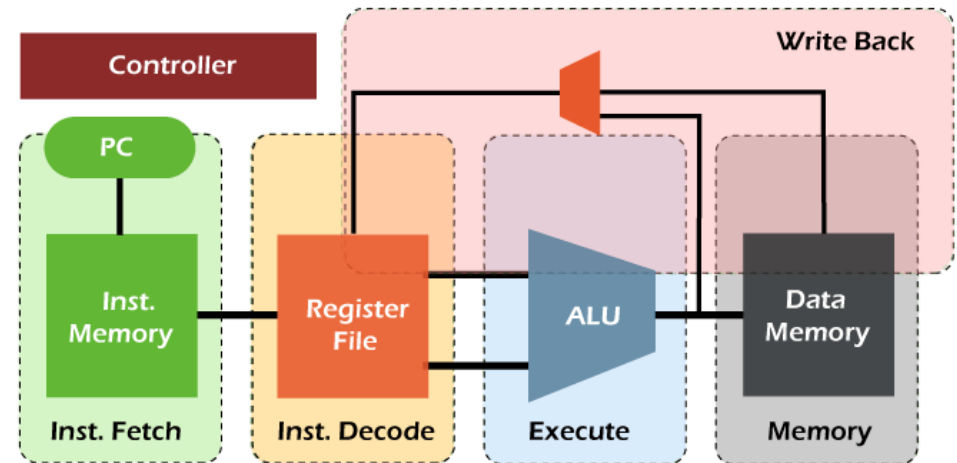 Write Back
Controller
PC
Inst.
Memory
Register
File
ALU
Data
Memory
Inst. Fetch
Inst. Decode
Execute
Memory